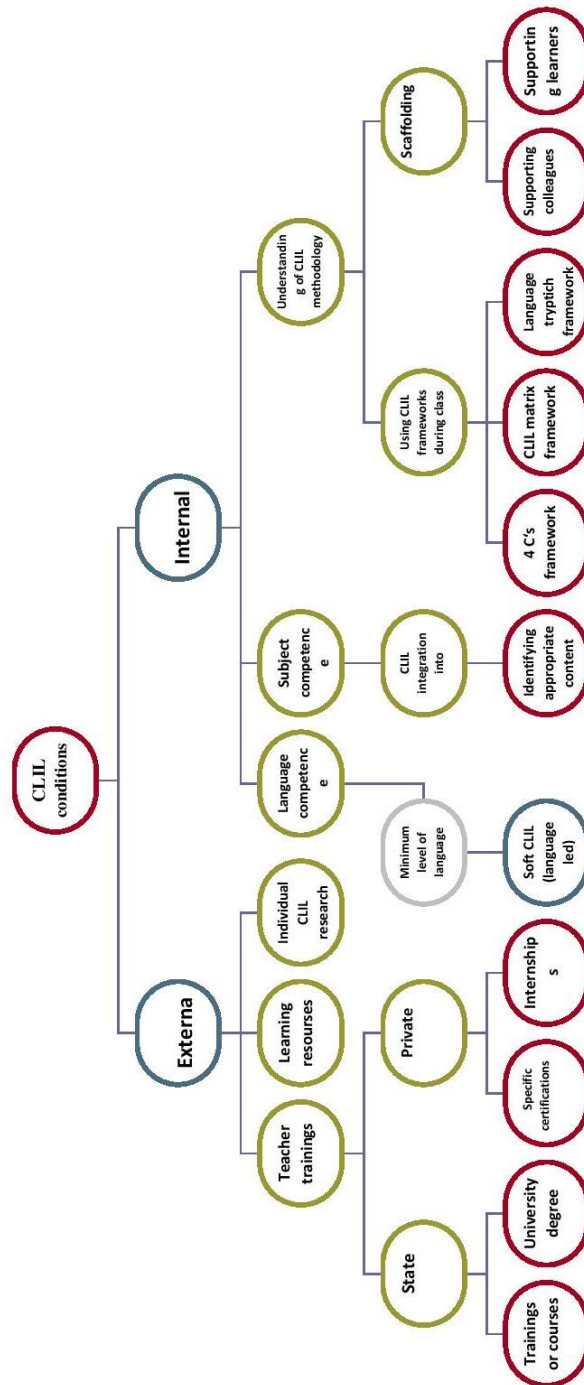 CLIL
conditions
Externa
Internal
Teacher
trainings
Learning
resourses
Individual
CLIL
research
Language
competenc
e
Subject
competenc
e
Understandin
g of CLIL
methodology
State
Private
Minimum
level of
language
CLIL
integration
into
Using CLIL
frameworks
during class
Scaffolding
Trainings
or courses
University
degree
Specific
certifications
Internship
s
Soft CLIL
(language
led)
Identifying
appropriate
content
4 C's
framework
CLIL matrix
framework
Language
tryptich
framework
Supporting
colleagues
Supportin
g learners